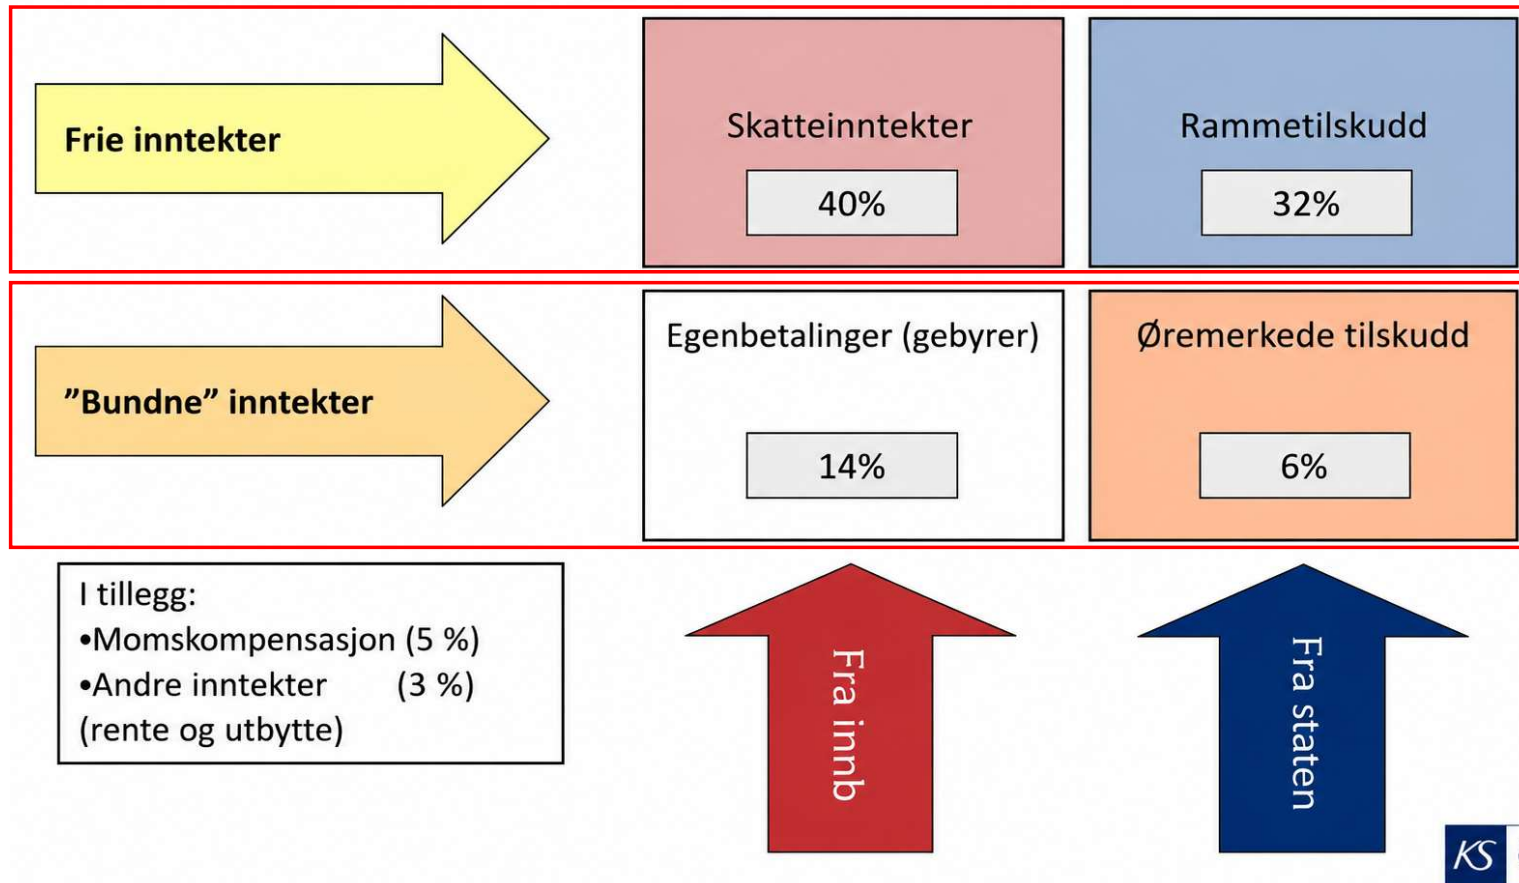 Frie inntekter
Skatteinntekter
40%
Rammetilskudd
32%
”Bundne” inntekter
Egenbetalinger (gebyrer)
14%
Øremerkede tilskudd
6%
I tillegg:
•Momskompensasjon (5 %)
•Andre inntekter (3 %)
(rente og utbytte)
Fra innb
Fra staten
KS